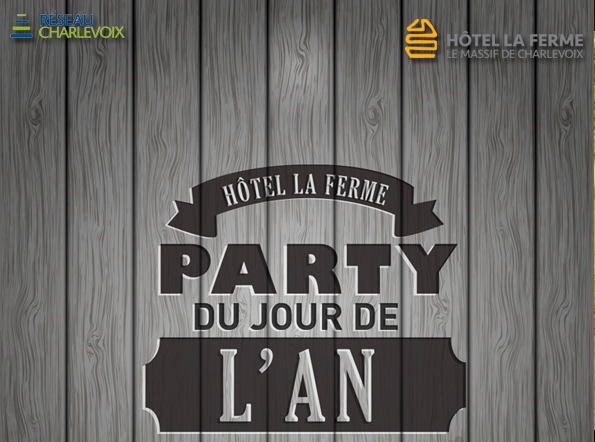 RÉSEAU
CHARLEVOIX
HÔTEL LA FERME
LE MASSIF DE CHARLEVOIX
HÔTEL LA FERME
PARTY
DU JOUR DE
L'AN